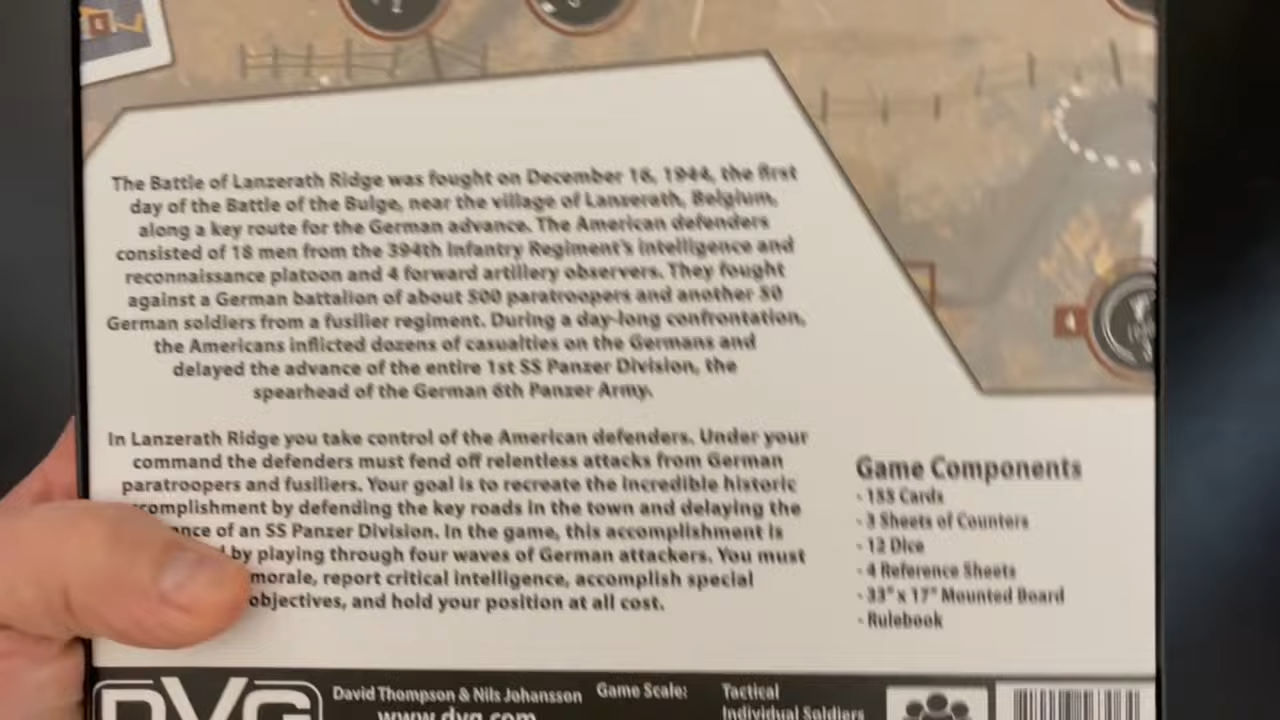 The Battle of Lanzerath Ridge was fought on December 16, 1944, the first
day of the Battle of the Bulge, near the village of Lanzerath, Belgium,
along a key route for the German advance. The American defenders
consisted of 18 men from the 394th Infantry Regiment's intelligence and
reconnaissance platoon and 4 forward artillery observers. They fought
against a German battalion of about 500 paratroopers and another 50
German soldiers from a fusilier regiment. During a day-long confrontation,
the Americans inflicted dozens of casualties on the Germans and
delayed the advance of the entire 1st SS Panzer Division, the
spearhead of the German 6th Panzer Army.
In Lanzerath Ridge you take control of the American defenders. Under your
command the defenders must fend off relentless attacks from German
paratroopers and fusiliers. Your goal is to recreate the incredible historic
complishment by defending the key roads in the town and delaying the
nce of an SS Panzer Division. In the game, this accomplishment is
by playing through four waves of German attackers. You must
morale, report critical intelligence, accomplish special
objectives, and hold your position at all cost.
Game Components
- 155 Cards
- 3 Sheets of Counters
- 12 Dice
- 4 Reference Sheets
- 33" x 17" Mounted Board
- Rulebook
4
DVG
David Thompson & Nils Johansson
www.dvg.com
Game Scale:
Tactical
Individual Soldiers